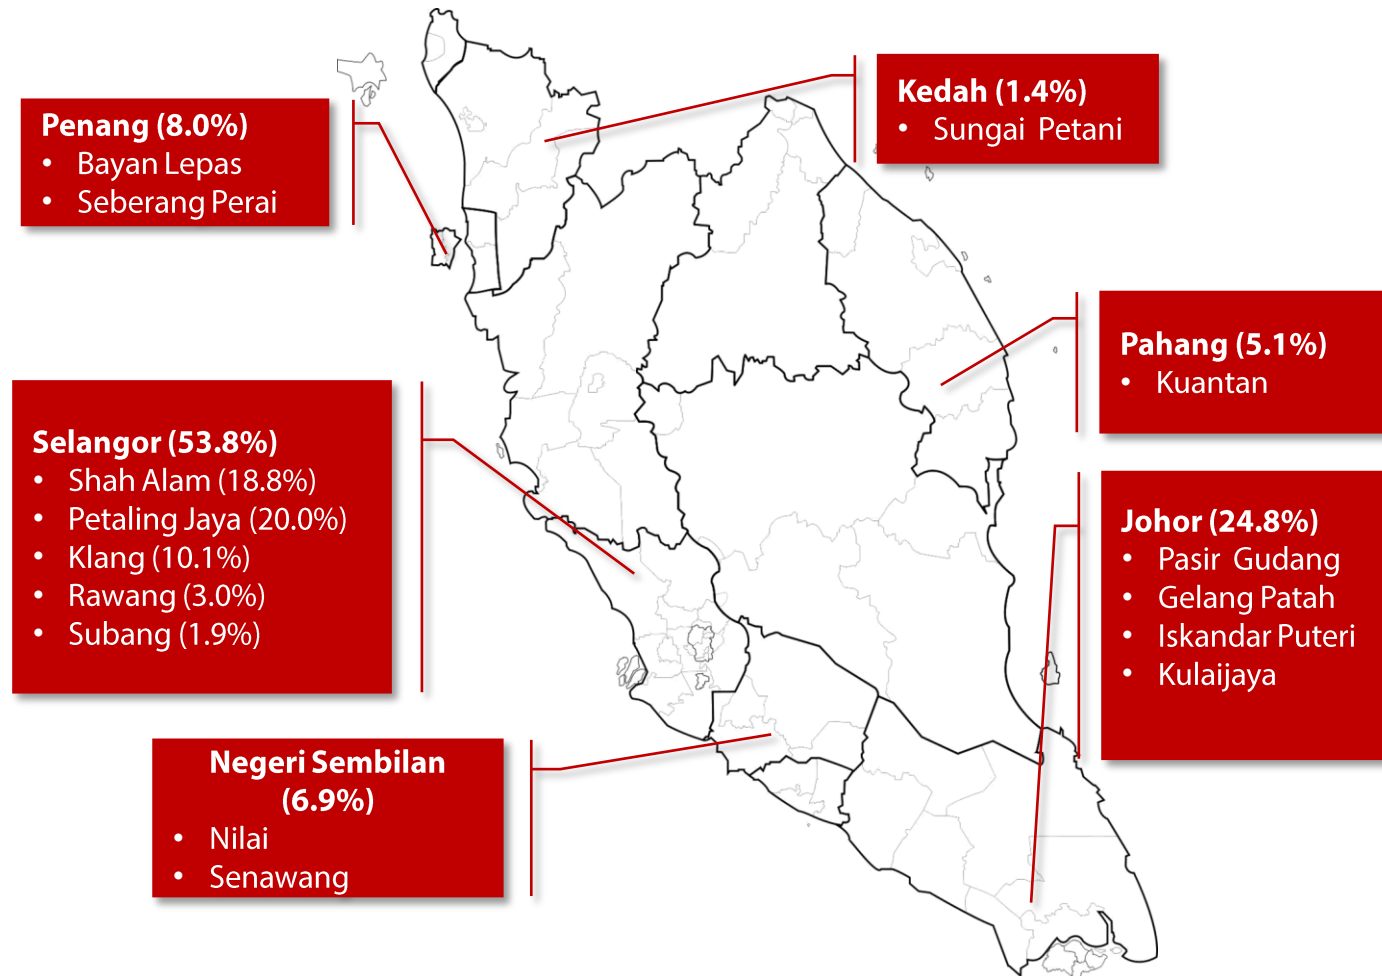 Kedah (1.4%)
• Sungai Petani
Penang (8.0%)
• Bayan Lepas
• Seberang Perai
Pahang (5.1%)
• Kuantan
Selangor (53.8%)
• Shah Alam (18.8%)
• Petaling Jaya (20.0%)
• Klang (10.1%)
• Rawang (3.0%)
• Subang (1.9%)
Johor (24.8%)
• Pasir Gudang
• Gelang Patah
• Iskandar Puteri
• Kulaijaya
Negeri Sembilan
(6.9%)
• Nilai
• Senawang